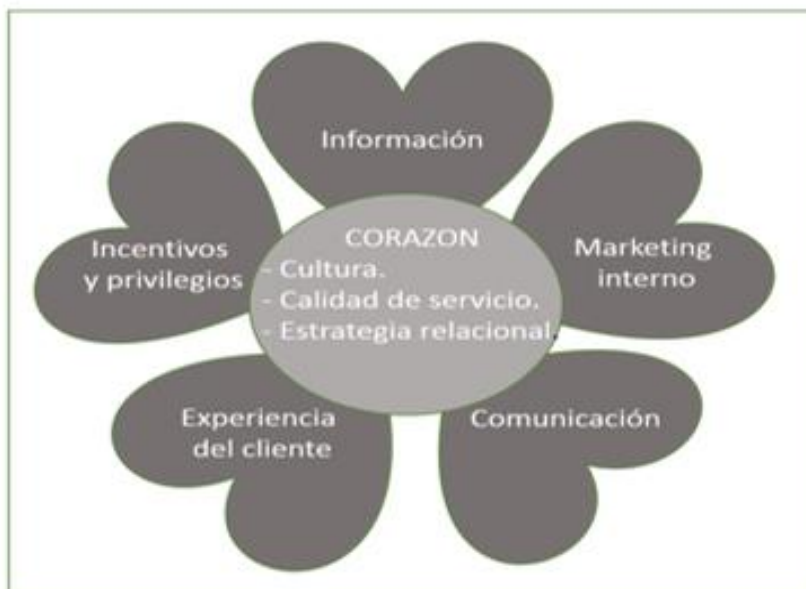 Información
Incentivos
y privilegios
CORAZON
- Cultura.
- Calidad de servicio.
- Estrategia relacional.
Marketing
interno
Experiencia
del cliente
Comunicación